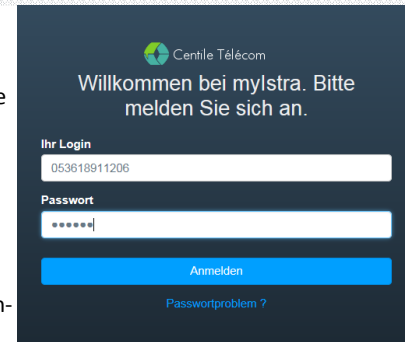 Centile Télécom
Willkommen bei myIstra. Bitte
melden Sie sich an.
e
Ihr Login
053618911206
Passwort
••••••
Anmelden
n-
Passwortproblem ?